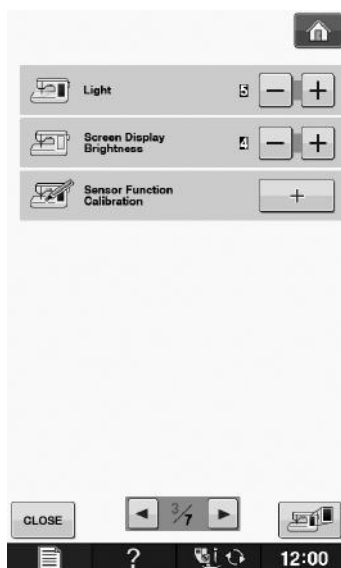 Light 5 − +
Screen Display
Brightness 4 − +
Sensor Function
Calibration +
CLOSE 3/7
? 12:00